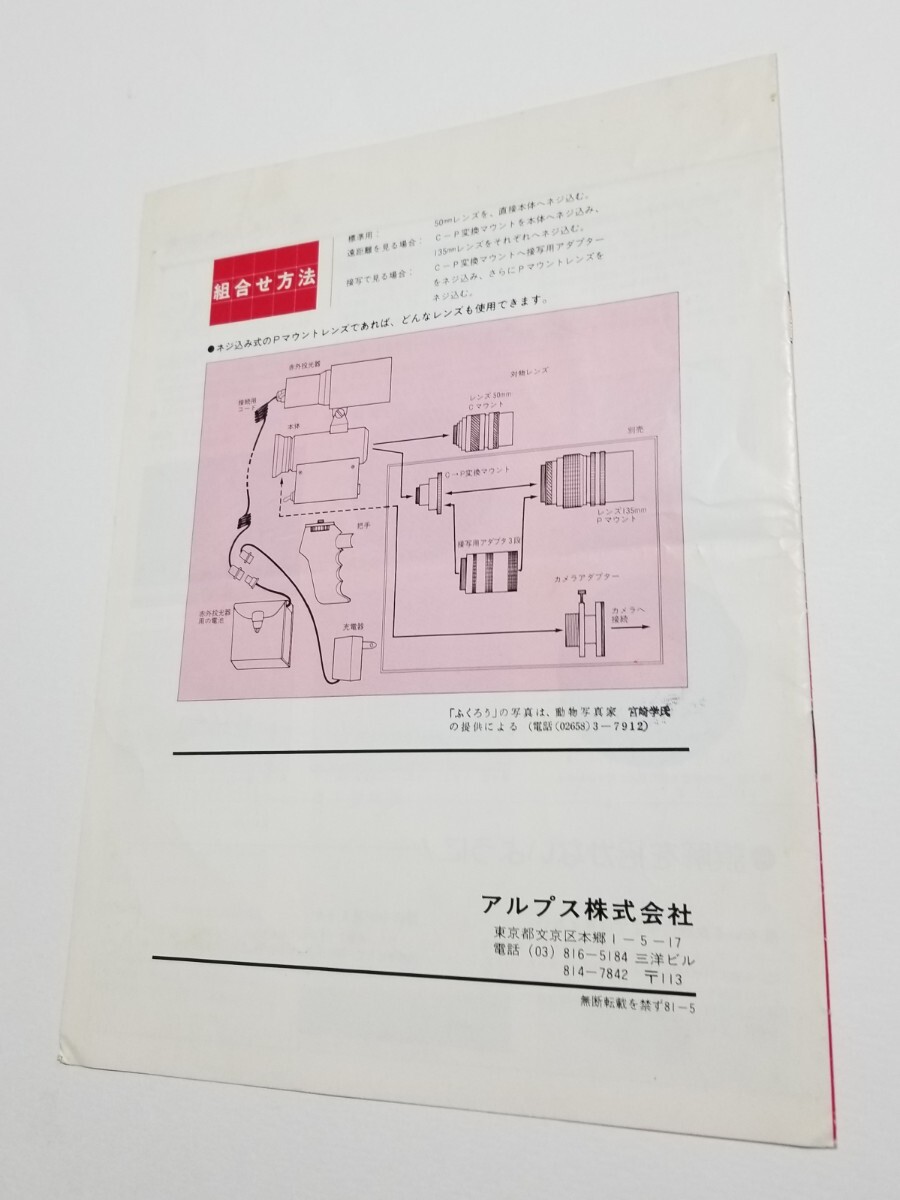 組合せ方法
標準用: 50mmレンズを、直接本体へネジ込む。
遠距離を見る場合: C-P変換マウントを本体へネジ込み、
135mmレンズをそれぞれへネジ込む。
接写で見る場合: C-P変換マウントへ接写用アダプター
をネジ込み、さらにPマウントレンズを
ネジ込む。
●ネジ込み式のPマウントレンズであれば、どんなレンズも使用できます。
赤外投光器
対物レンズ
接続用
コード
レンズ50mm
Cマウント
本体
別売
C→P変換マウント
レンズ135mm
Pマウント
把手
接写用アダプタ3段
カメラアダプター
カメラへ
接続
赤外投光器
用の電池
充電器
「ふくろう」の写真は、動物写真家 宮崎学氏
の提供による (電話(02658)3-7912)
アルプス株式会社
東京都文京区本郷1-5-17
電話(03)816-5184 三洋ビル
814-7842 〒113
無断転載を禁ず81-5